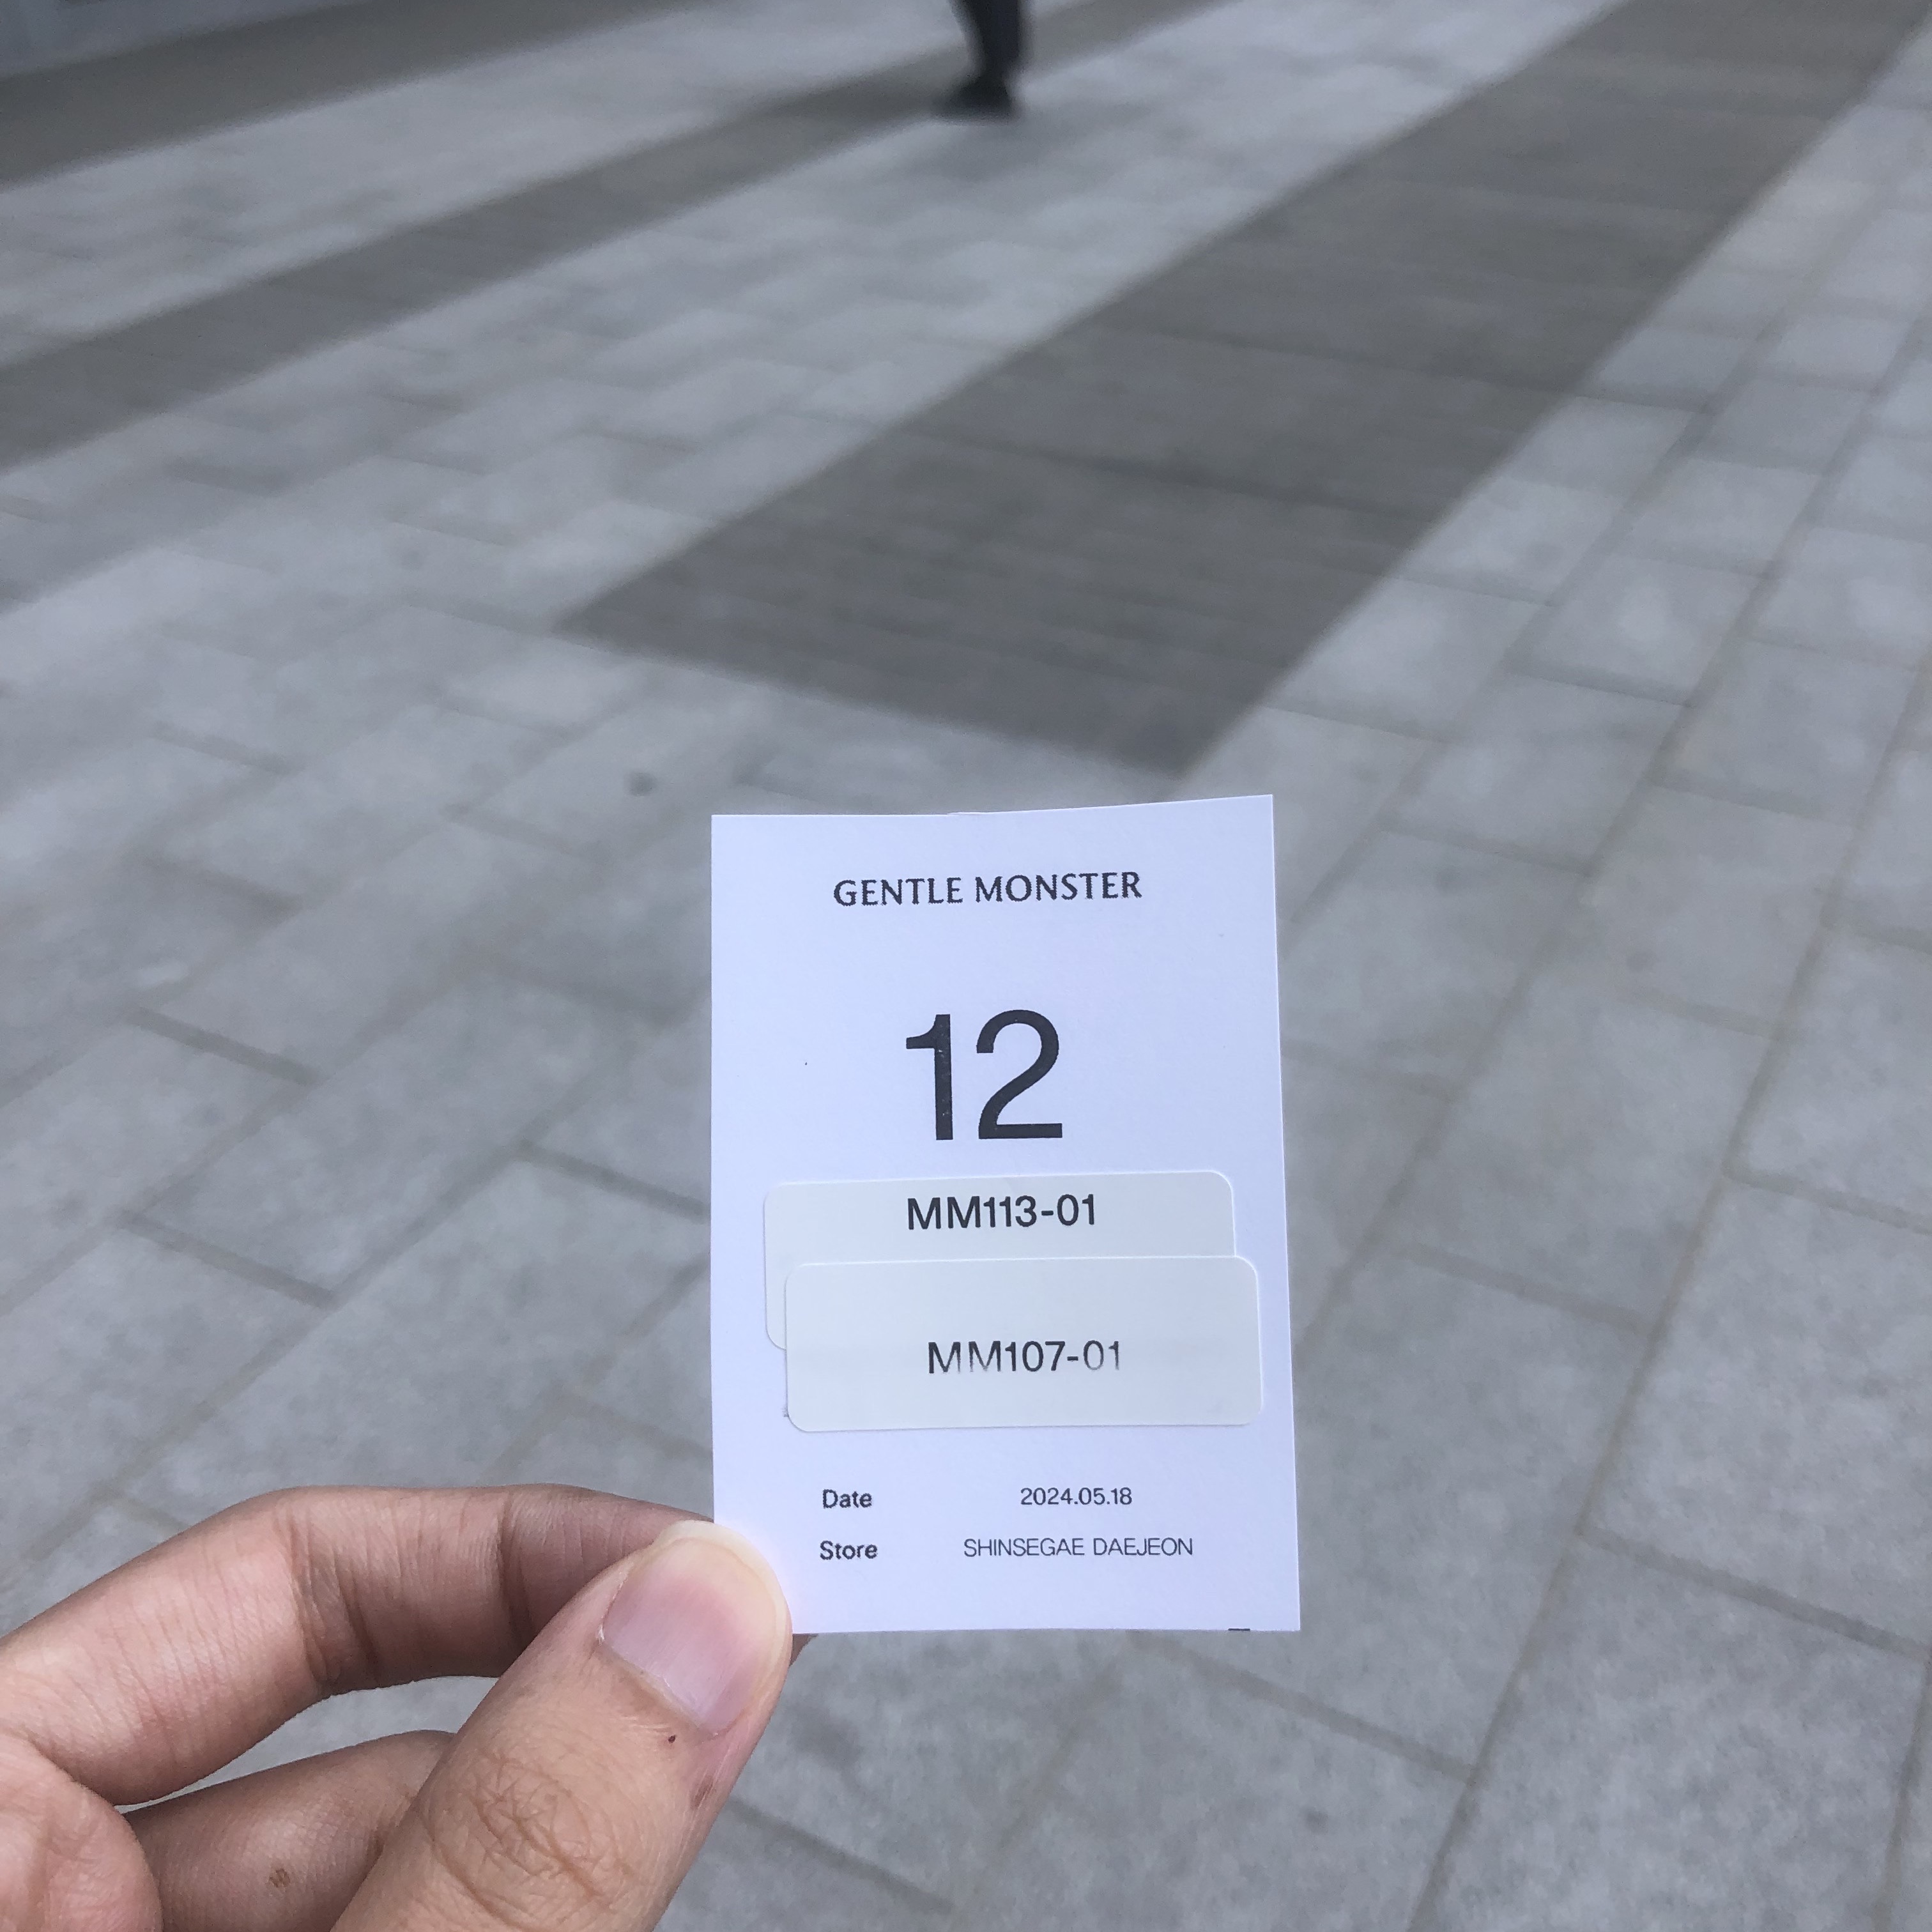 GENTLE MONSTER
12
MM113-01
MM107-01
Date 2024.05.18
Store SHINSEGAE DAEJEON